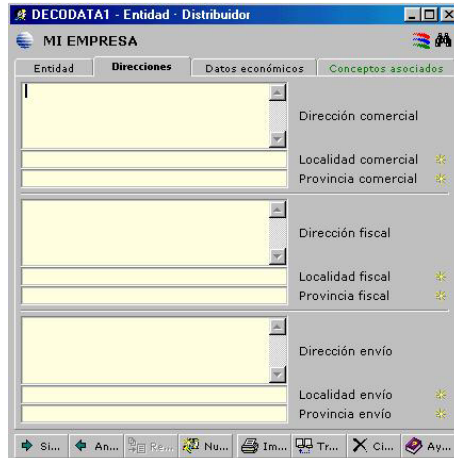 DECODATA1 - Entidad · Distribuidor
MI EMPRESA
Entidad Direcciones Datos económicos Conceptos asociados
Dirección comercial
Localidad comercial
Provincia comercial
Dirección fiscal
Localidad fiscal
Provincia fiscal
Dirección envío
Localidad envío
Provincia envío
Si... An... Re... Nu... Im... Tr... Ci... Ay...